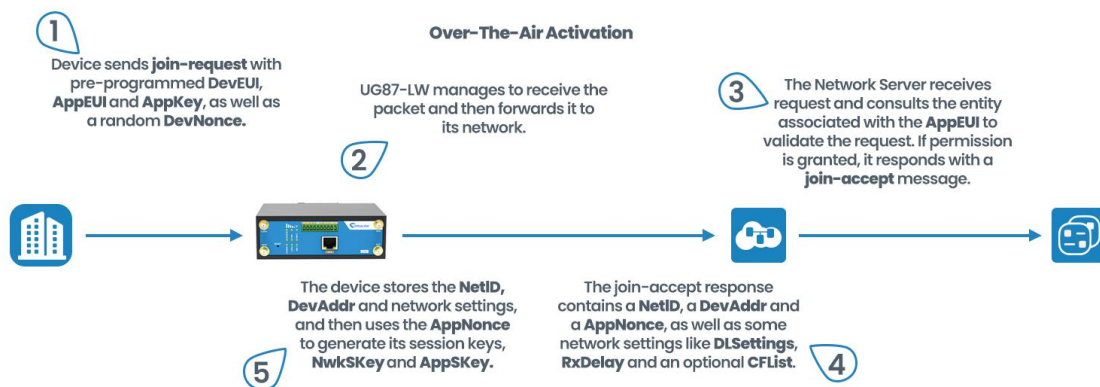 Over-The-Air Activation
1
Device sends join-request with
pre-programmed DevEUI,
AppEUI and AppKey, as well as
a random DevNonce.
2
UG87-LW manages to receive the
packet and then forwards it to
its network.
3
The Network Server receives
request and consults the entity
associated with the AppEUI to
validate the request. If permission
is granted, it responds with a
join-accept message.
The join-accept response
contains a NetID, a DevAddr and
a AppNonce, as well as some
network settings like DLSettings,
RxDelay and an optional CFList.
4
The device stores the NetID,
DevAddr and network settings,
and then uses the AppNonce
to generate its session keys,
NwkSKey and AppSKey.
5